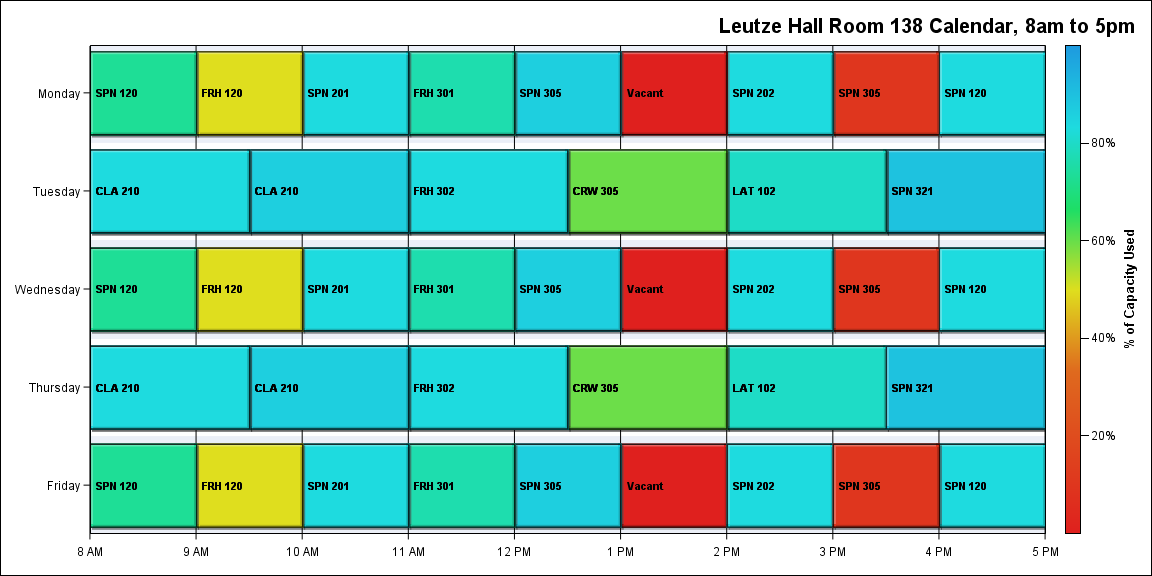 Leutze Hall Room 138 Calendar, 8am to 5pm
Monday
SPN 120
FRH 120
SPN 201
FRH 301
SPN 305
Vacant
SPN 202
SPN 305
SPN 120
Tuesday
CLA 210
CLA 210
FRH 302
CRW 305
LAT 102
SPN 321
Wednesday
SPN 120
FRH 120
SPN 201
FRH 301
SPN 305
Vacant
SPN 202
SPN 305
SPN 120
Thursday
CLA 210
CLA 210
FRH 302
CRW 305
LAT 102
SPN 321
Friday
SPN 120
FRH 120
SPN 201
FRH 301
SPN 305
Vacant
SPN 202
SPN 305
SPN 120
8 AM
9 AM
10 AM
11 AM
12 PM
1 PM
2 PM
3 PM
4 PM
5 PM
80%
60%
40%
20%
% of Capacity Used